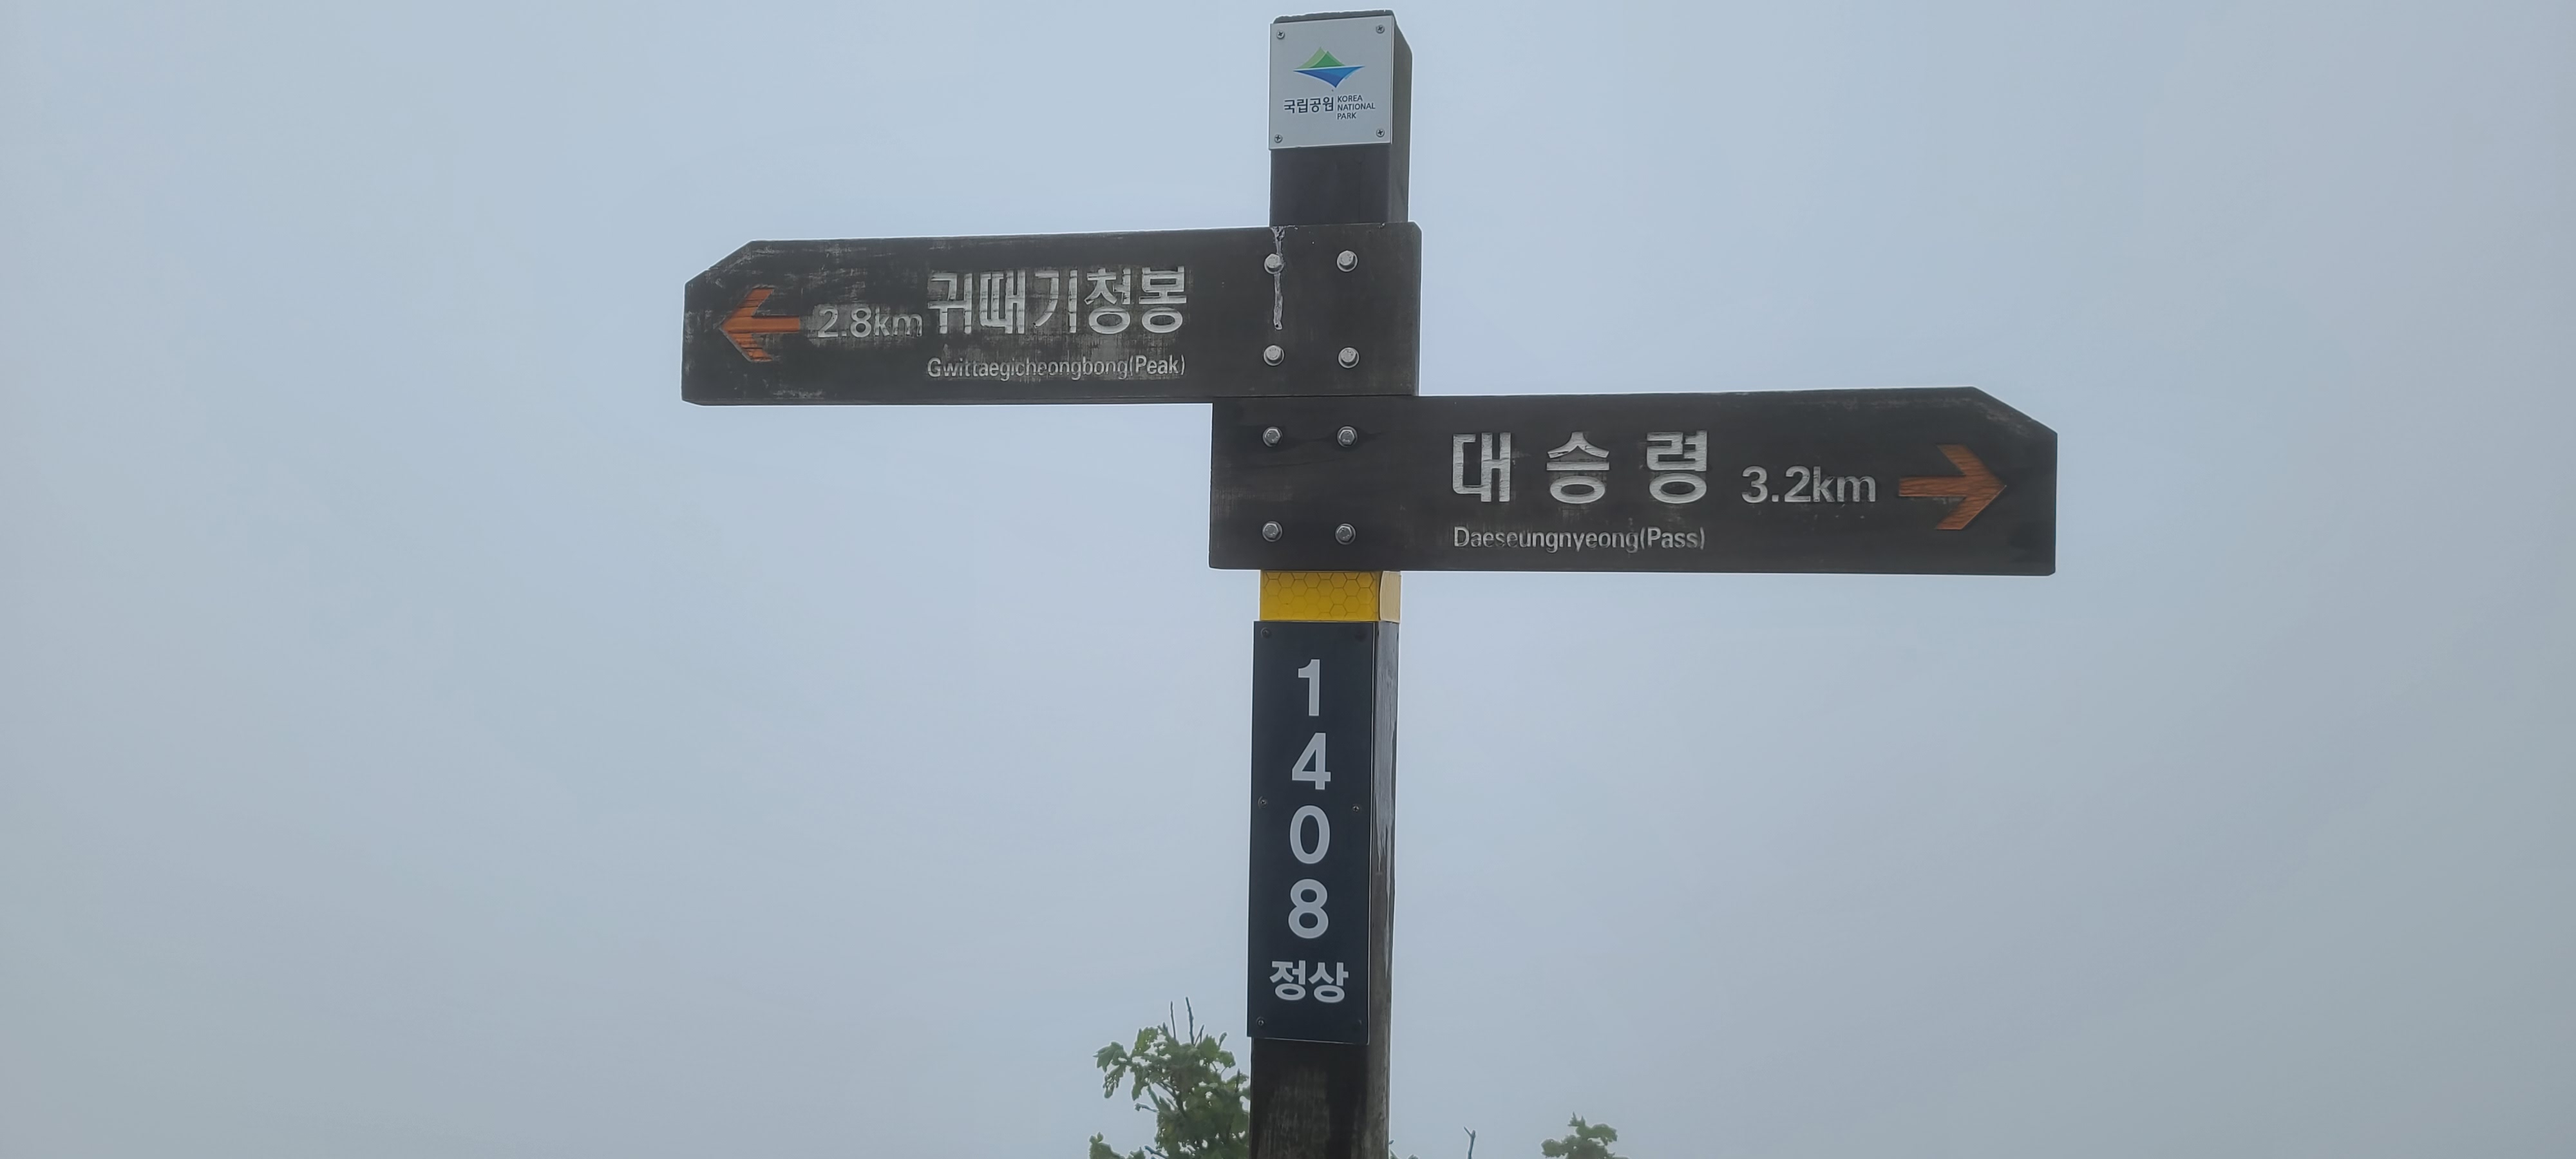 국립공원 KOREA
NATIONAL
PARK
2.8km 귀때기청봉
Gwittaegicheongbong(Peak)
대승령 3.2km
Daeseungnyeong(Pass)
1
4
0
8
정상